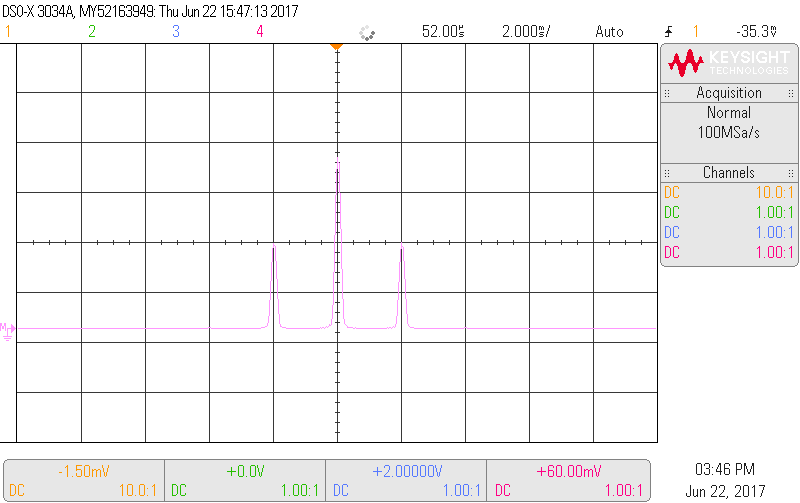 DSO-X 3034A, MY52163949: Thu Jun 22 15:47:13 2017
1 2 3 4 52.00s 2.000s/ Auto 1 -35.3V
KEYSIGHT
TECHNOLOGIES
Acquisition
Normal
100MSa/s
Channels
DC 10.0:1
DC 1.00:1
DC 1.00:1
DC 1.00:1
M
-1.50mV +0.0V +2.00000V +60.00mV
DC 10.0:1 DC 1.00:1 DC 1.00:1 DC 1.00:1
03:46 PM
Jun 22, 2017